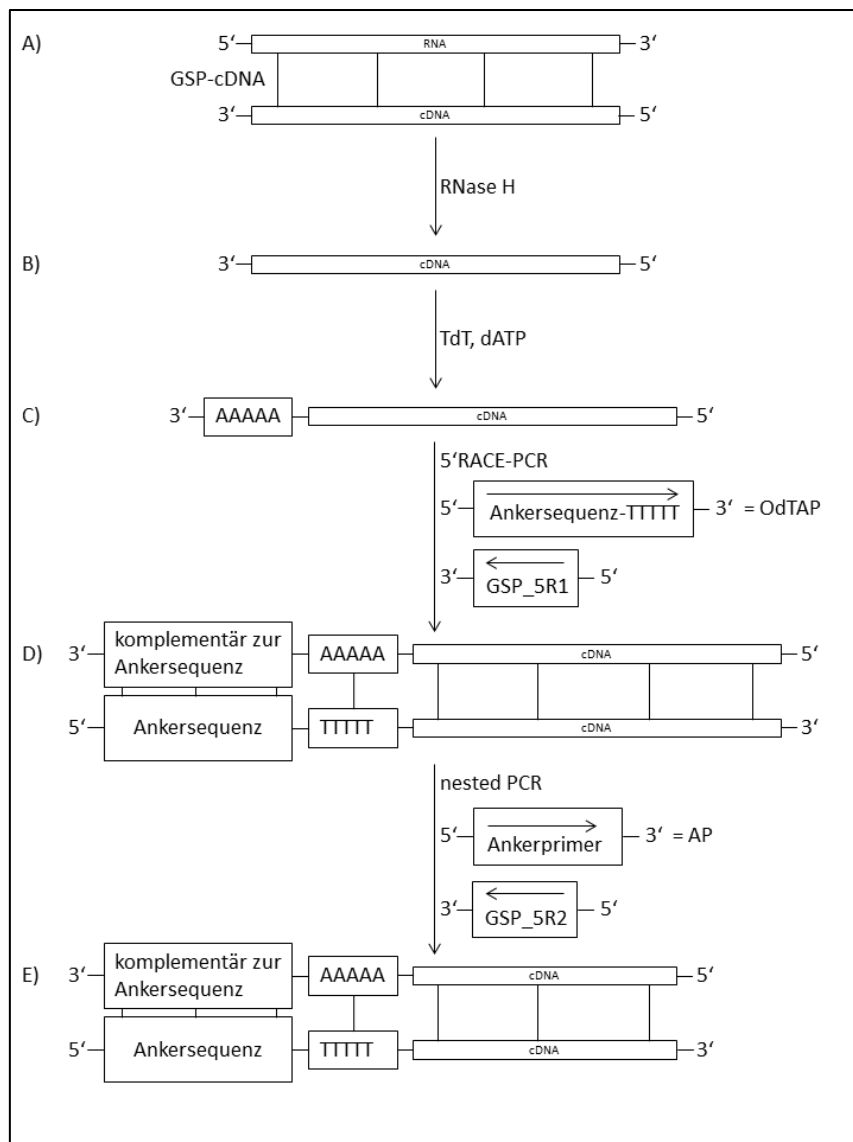 A) 5‘ RNA 3‘
GSP-cDNA
3‘ cDNA 5‘
RNase H
B) 3‘ cDNA 5‘
TdT, dATP
C) 3‘ AAAAA cDNA 5‘
5‘RACE-PCR
5‘ Ankersequenz-TTTTT 3‘ = OdTAP
3‘ GSP_5R1 5‘
D) 3‘ komplementär zur
Ankersequenz AAAAA cDNA 5‘
5‘ Ankersequenz TTTTT cDNA 3‘
nested PCR
5‘ Ankerprimer 3‘ = AP
3‘ GSP_5R2 5‘
E) 3‘ komplementär zur
Ankersequenz AAAAA cDNA 5‘
5‘ Ankersequenz TTTTT cDNA 3‘